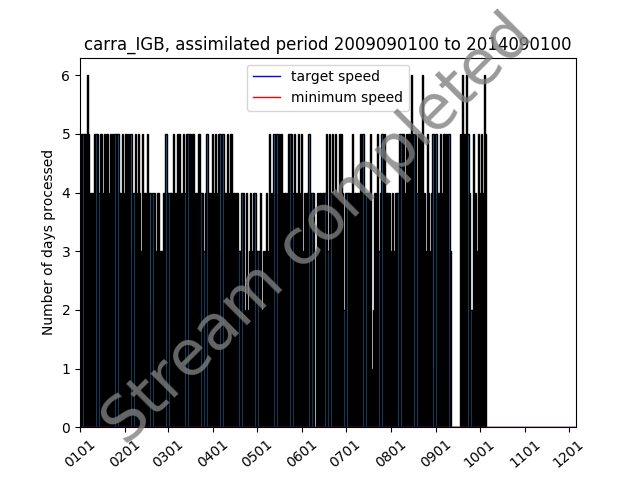 carra_IGB, assimilated period 2009090100 to 2014090100
target speed
minimum speed
Number of days processed
6
5
4
3
2
1
0
0101 0201 0301 0401 0501 0601 0701 0801 0901 1001 1101 1201
Stream completed